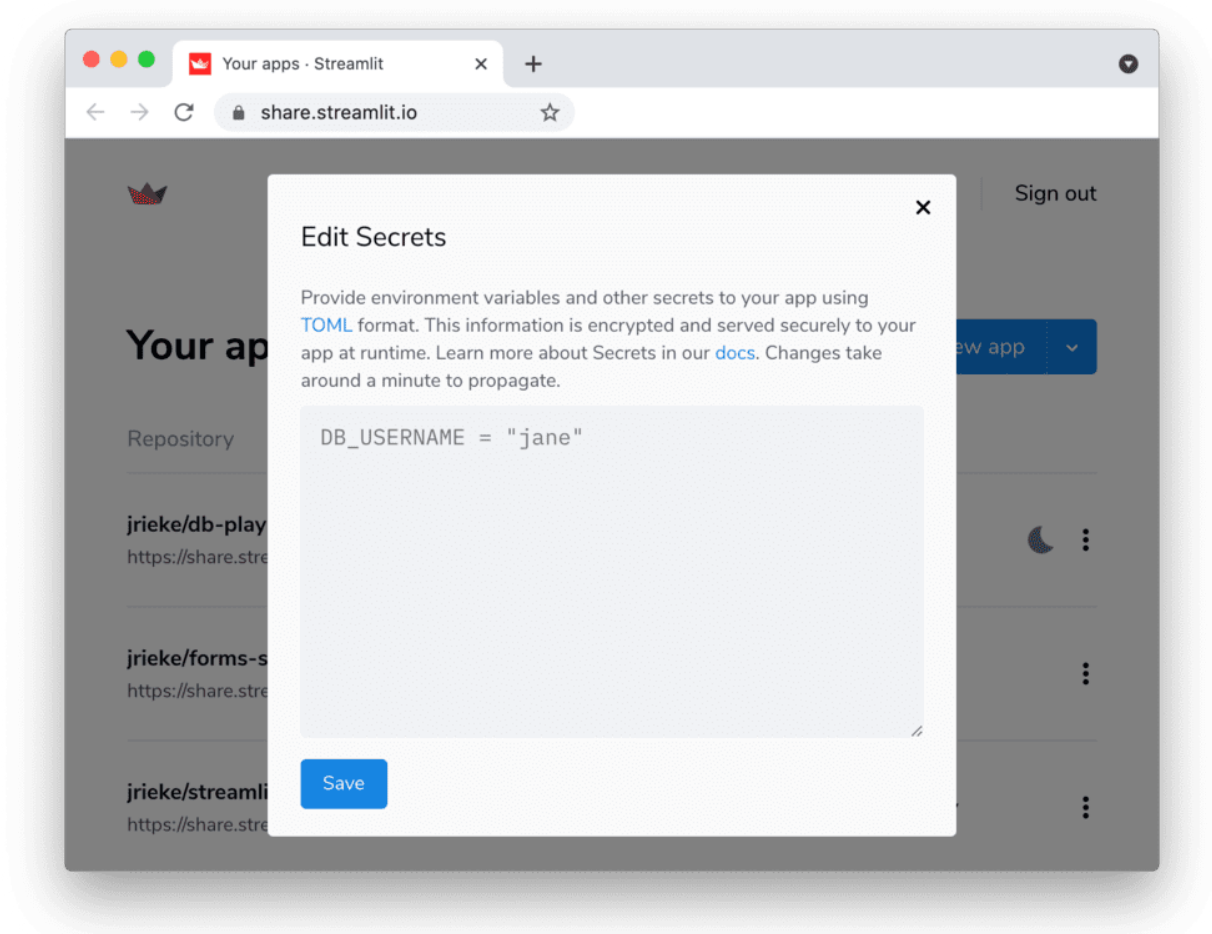 Your apps · Streamlit
share.streamlit.io
Sign out
Edit Secrets
Provide environment variables and other secrets to your app using
TOML format. This information is encrypted and served securely to your
app at runtime. Learn more about Secrets in our docs. Changes take
around a minute to propagate.
DB_USERNAME = "jane"
Save
Your ap
ew app
Repository
jrieke/db-play
https://share.stre
jrieke/forms-s
https://share.stre
jrieke/streamli
https://share.stre